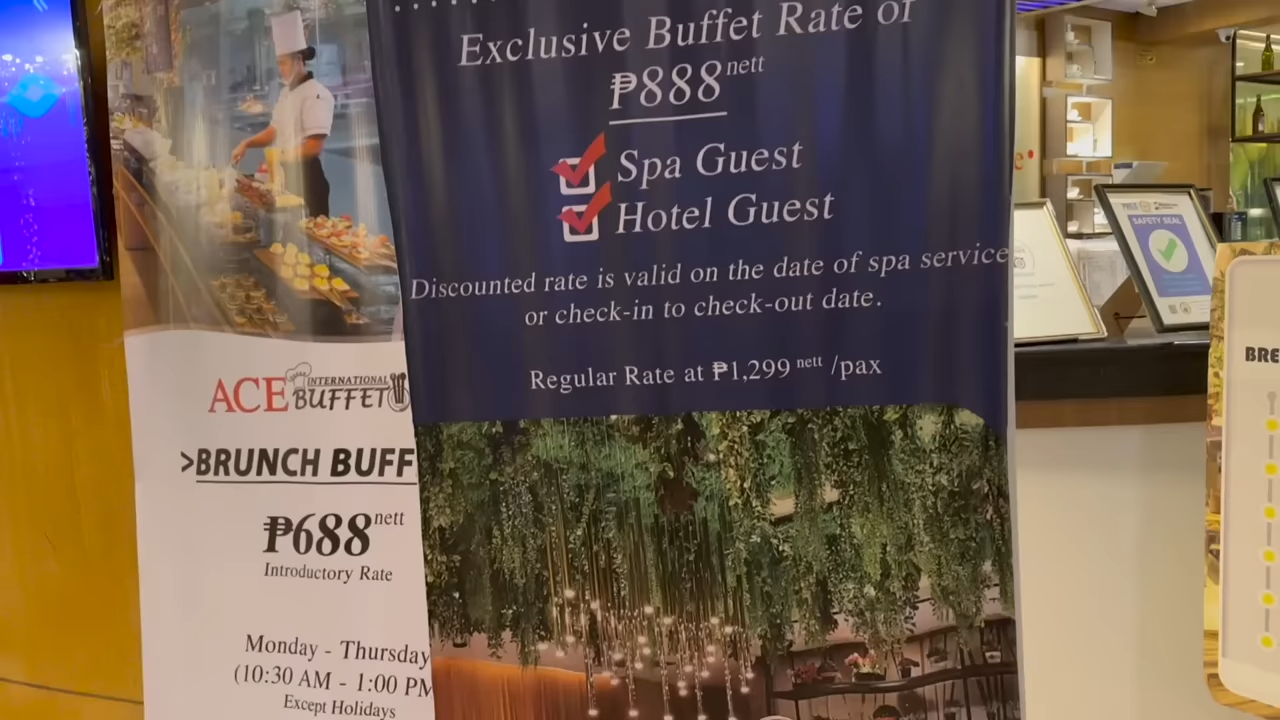 Exclusive Buffet Rate of
₱888 nett
Spa Guest
Hotel Guest
Discounted rate is valid on the date of spa service
or check-in to check-out date.
Regular Rate at ₱1,299 nett /pax
ACE INTERNATIONAL
BUFFET
>BRUNCH BUFF
₱688 nett
Introductory Rate
Monday - Thursday
(10:30 AM - 1:00 PM
Except Holidays
SAFETY SEAL
BRE